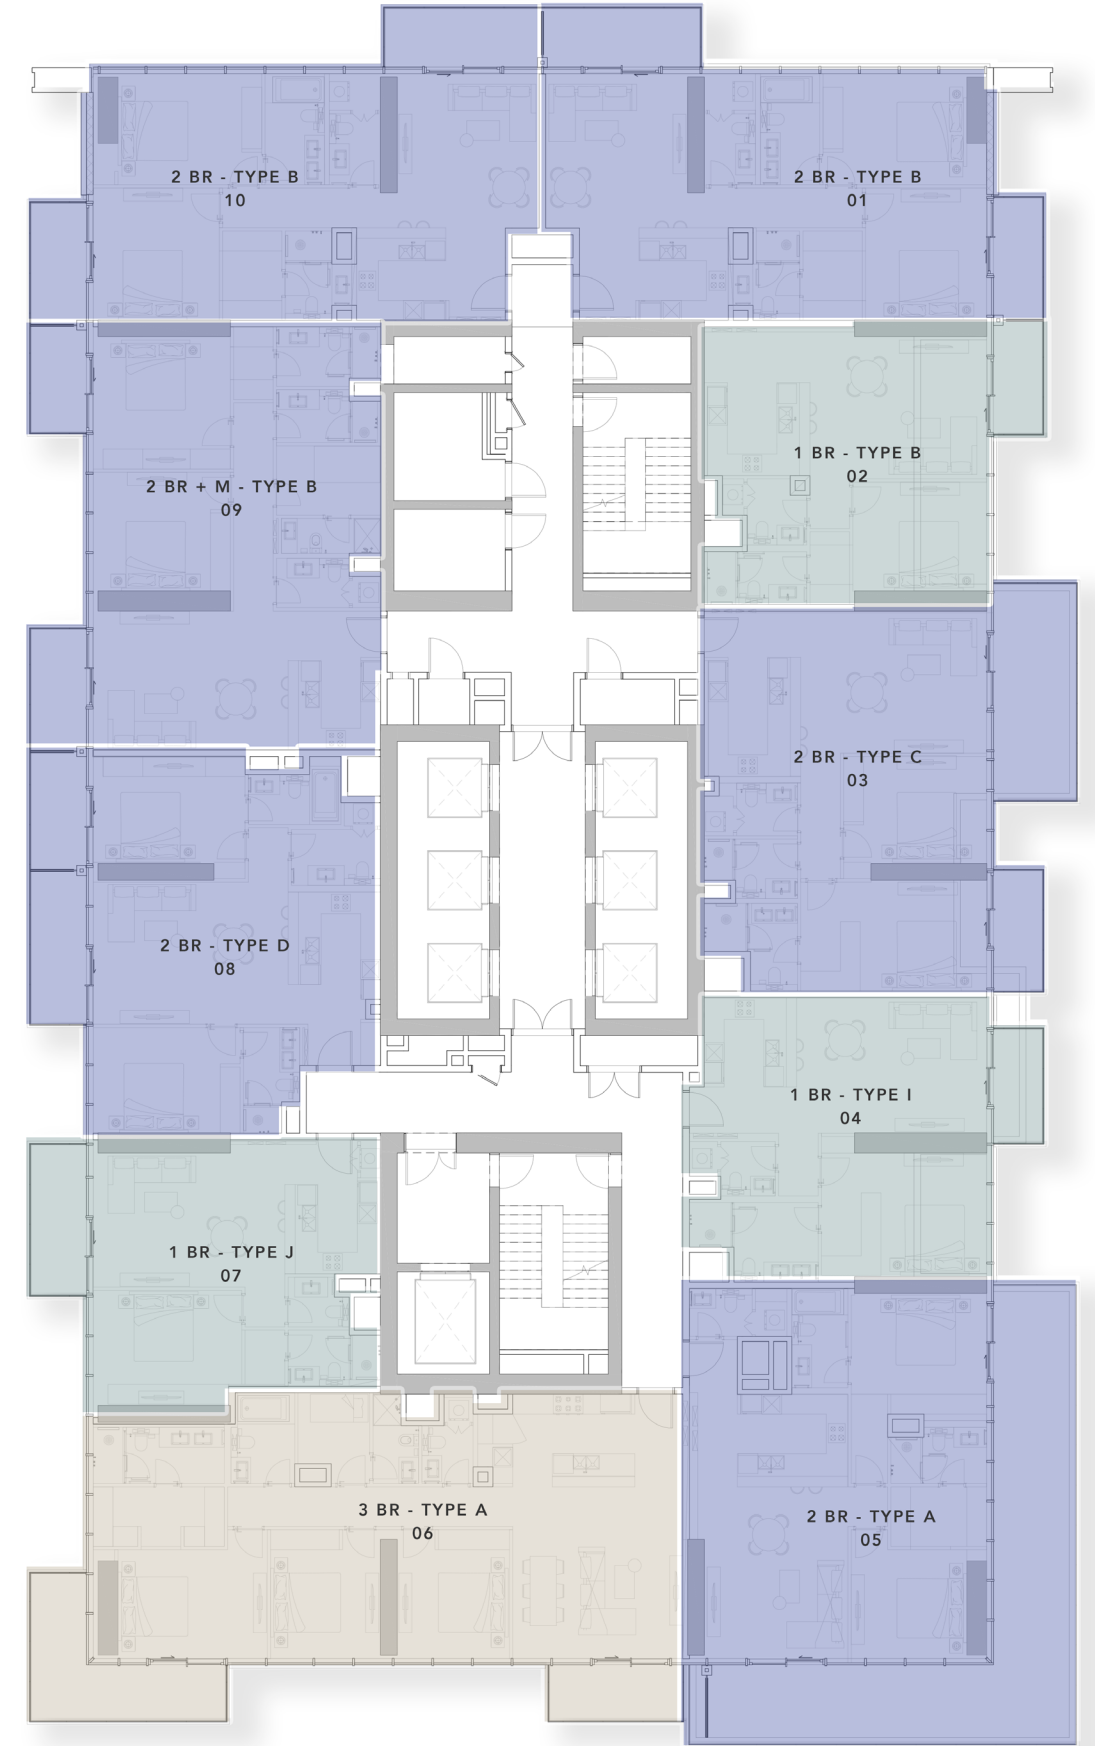 2 BR - TYPE B
10
2 BR - TYPE B
01
1 BR - TYPE B
02
2 BR + M - TYPE B
09
2 BR - TYPE C
03
2 BR - TYPE D
08
1 BR - TYPE I
04
1 BR - TYPE J
07
3 BR - TYPE A
06
2 BR - TYPE A
05